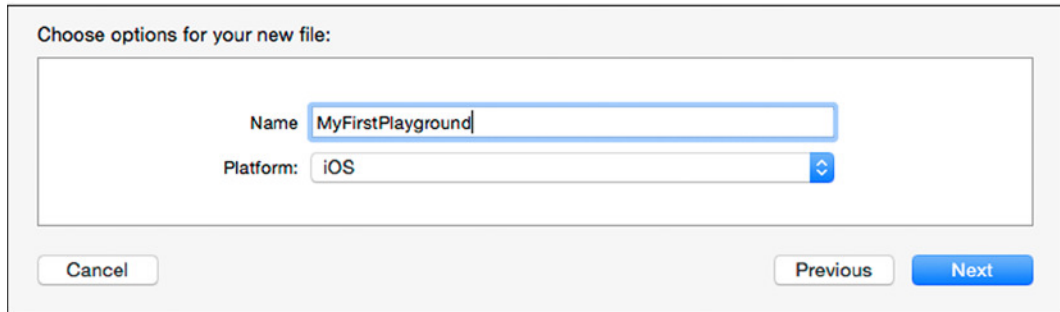 Choose options for your new file:
Name MyFirstPlayground
Platform: iOS
Cancel Previous Next